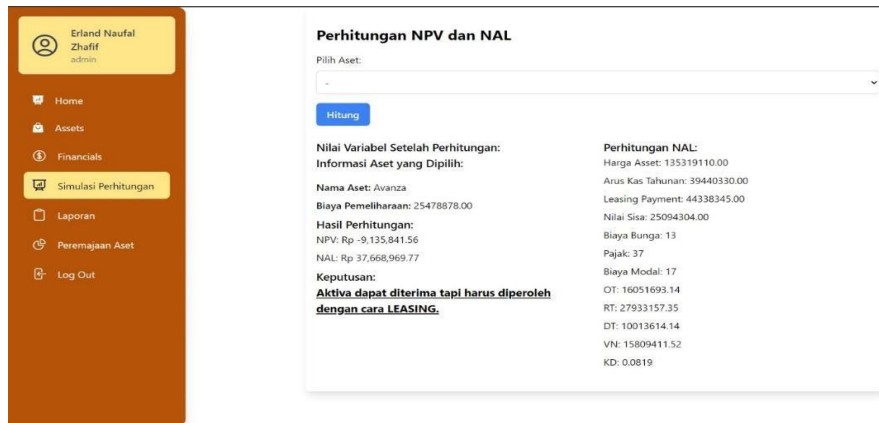 Erland Naufal
Zhafif
admin
Home
Assets
Financials
Simulasi Perhitungan
Laporan
Peremajaan Aset
Log Out
Perhitungan NPV dan NAL
Pilih Aset:
-
Hitung
Nilai Variabel Setelah Perhitungan:
Informasi Aset yang Dipilih:
Nama Aset: Avanza
Biaya Pemeliharaan: 25478878.00
Hasil Perhitungan:
NPV: Rp -9,135,841.56
NAL: Rp 37,668,969.77
Keputusan:
Aktiva dapat diterima tapi harus diperoleh
dengan cara LEASING.
Perhitungan NAL:
Harga Asset: 135319110.00
Arus Kas Tahunan: 39440330.00
Leasing Payment: 44338345.00
Nilai Sisa: 25094304.00
Biaya Bunga: 13
Pajak: 37
Biaya Modal: 17
OT: 16051693.14
RT: 27933157.35
DT: 10013614.14
VN: 15809411.52
KD: 0.0819